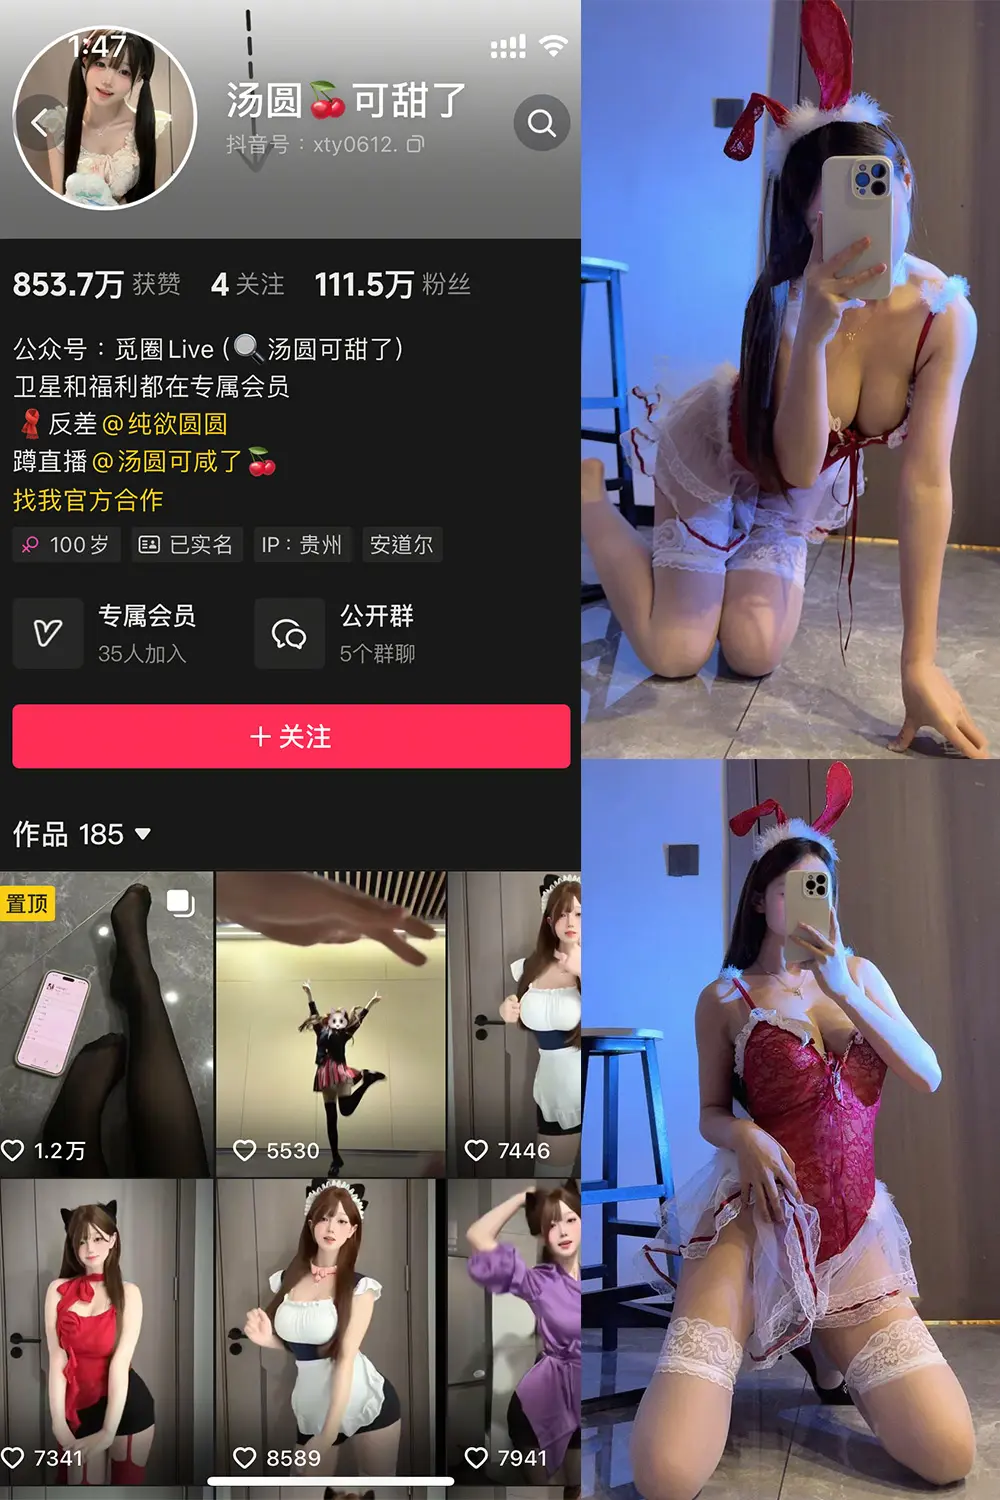 1:47
汤圆🍒可甜了
抖音号：xty0612.
853.7万 获赞 4 关注 111.5万 粉丝
公众号：觅圈Live (🔍汤圆可甜了)
卫星和福利都在专属会员
🧣反差@纯欲圆圆
蹲直播@汤圆可咸了🍒
找我官方合作
100岁 已实名 IP：贵州 安道尔
专属会员
35人加入
公开群
5个群聊
＋关注
作品 185
置顶
1.2万
5530
7446
7341
8589
7941